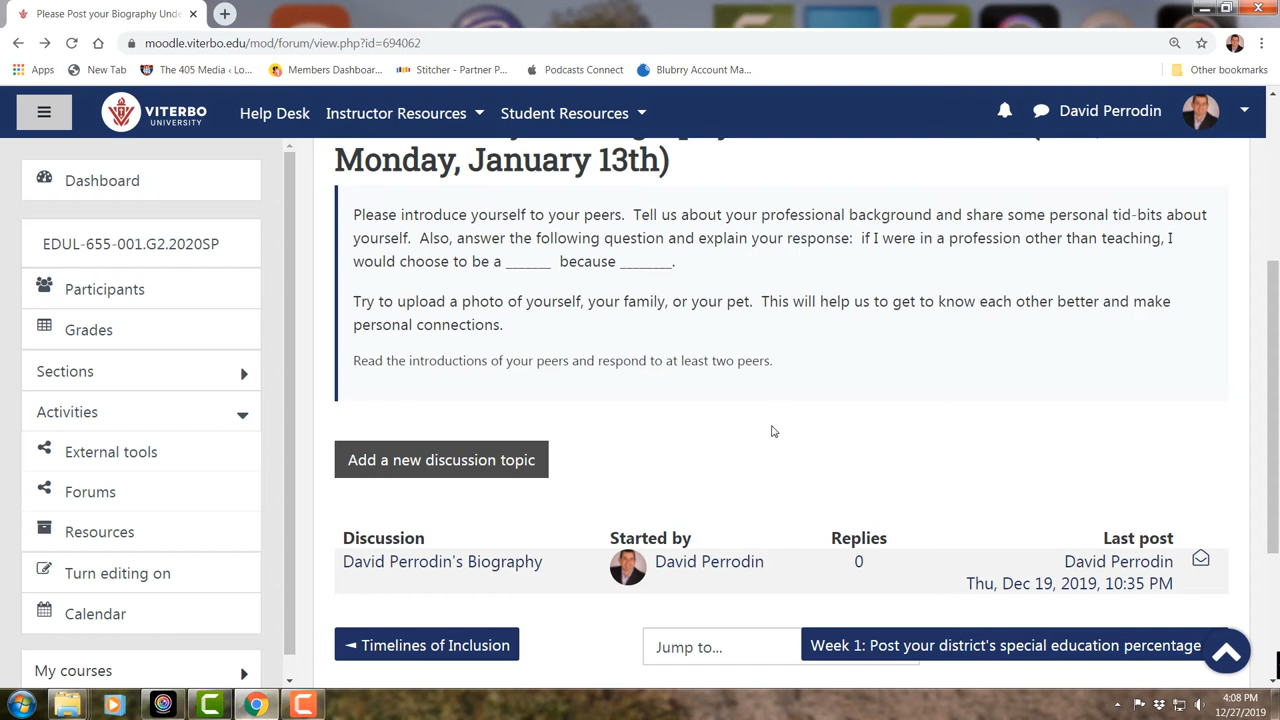 Please Post your Biography Unde
moodle.viterbo.edu/mod/forum/view.php?id=694062
Apps
New Tab
The 405 Media ‹ Lo...
Members Dashboar...
Stitcher - Partner P...
Podcasts Connect
Blubrry Account Ma...
Other bookmarks
VITERBO
UNIVERSITY
Help Desk
Instructor Resources
Student Resources
David Perrodin
Monday, January 13th)
Dashboard
EDUL-655-001.G2.2020SP
Participants
Grades
Sections
Activities
External tools
Forums
Resources
Turn editing on
Calendar
My courses
Please introduce yourself to your peers. Tell us about your professional background and share some personal tid-bits about
yourself. Also, answer the following question and explain your response: if I were in a profession other than teaching, I
would choose to be a _______ because ________.
Try to upload a photo of yourself, your family, or your pet. This will help us to get to know each other better and make
personal connections.
Read the introductions of your peers and respond to at least two peers.
Add a new discussion topic
Discussion Started by Replies Last post
David Perrodin's Biography David Perrodin 0 David Perrodin
Thu, Dec 19, 2019, 10:35 PM
◄ Timelines of Inclusion
Jump to...
Week 1: Post your district's special education percentage
4:08 PM
12/27/2019